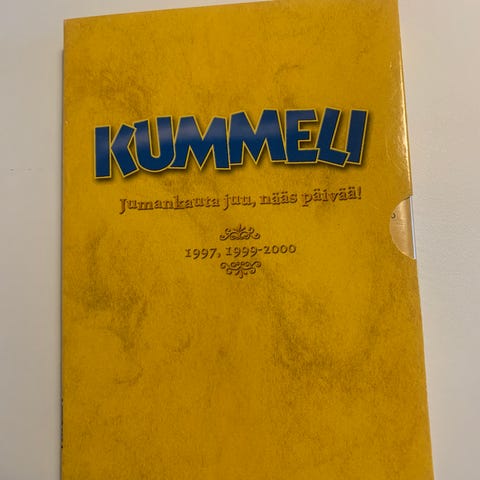 KUMMELI
Jumankauta juu, nääs päivää!
1997, 1999-2000